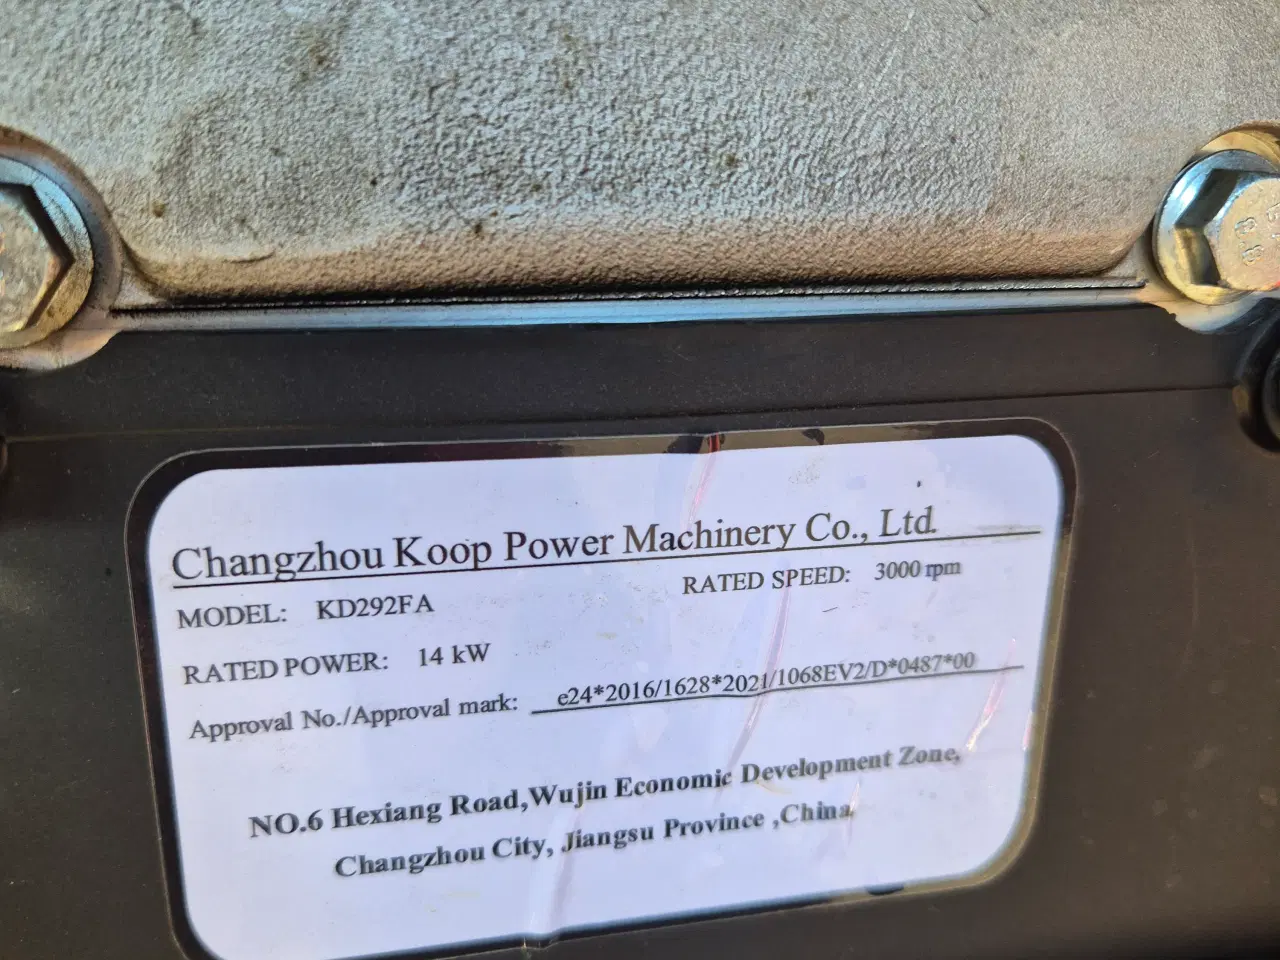 Changzhou Koop Power Machinery Co., Ltd.
MODEL: KD292FA RATED SPEED: 3000 rpm
RATED POWER: 14 kW
Approval No./Approval mark: e24*2016/1628*2021/1068EV2/D*0487*00
NO.6 Hexiang Road,Wujin Economic Development Zone,
Changzhou City, Jiangsu Province ,China